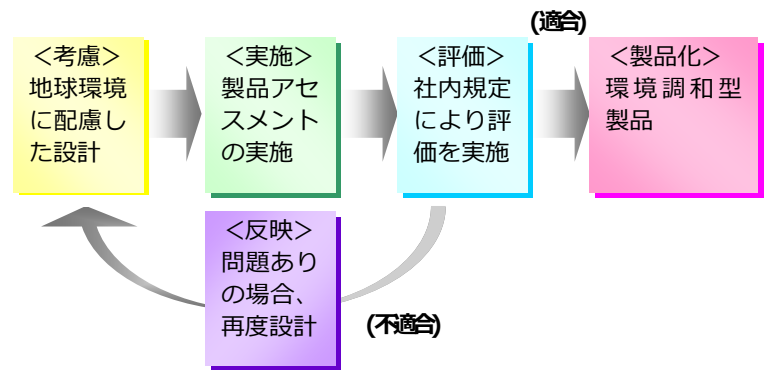 (適合)
＜考慮＞
地球環境
に配慮し
た設計
＜実施＞
製品アセ
スメント
の実施
＜評価＞
社内規定
により評
価を実施
＜製品化＞
環境調和型
製品
＜反映＞
問題あり
の場合、
再度設計
(不適合)